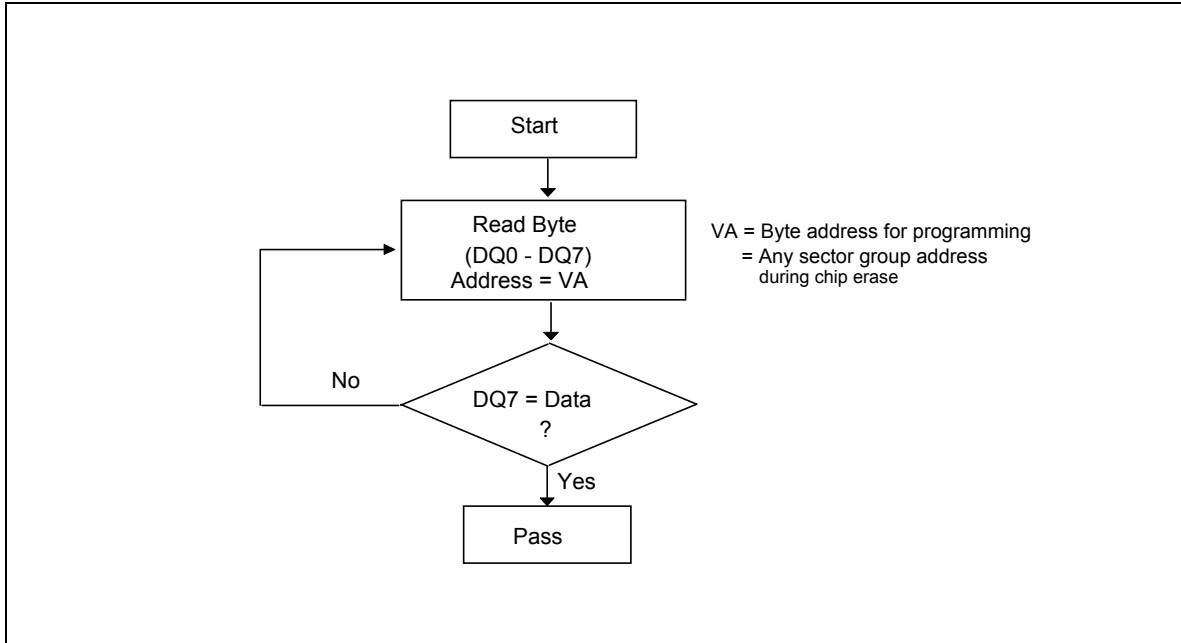 Start
Read Byte
(DQ0 - DQ7)
Address = VA
VA = Byte address for programming
= Any sector group address
during chip erase
No
DQ7 = Data
?
Yes
Pass